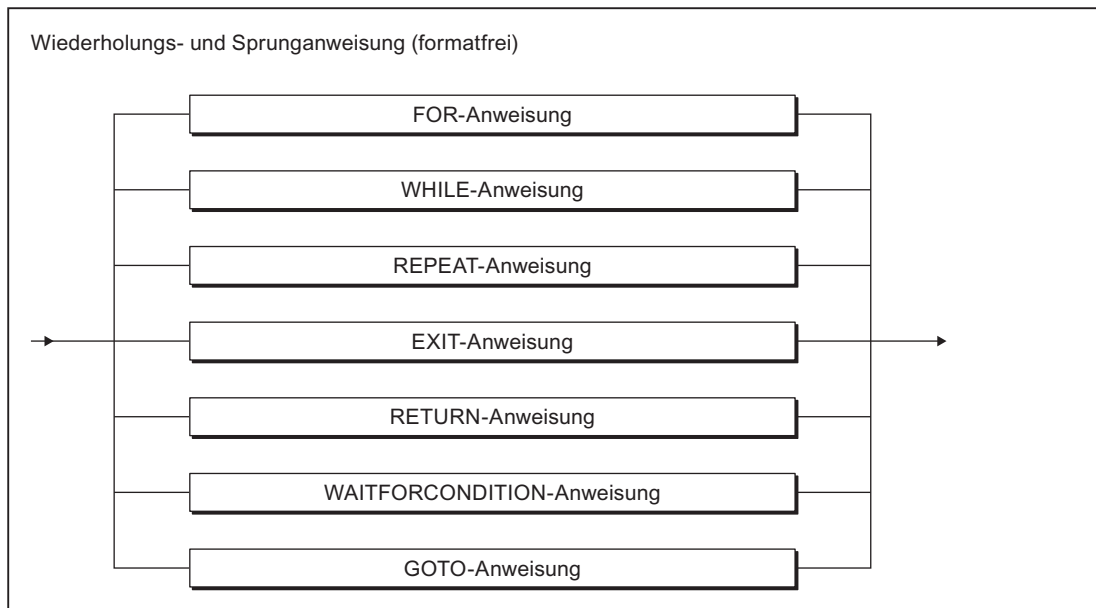 Wiederholungs- und Sprunganweisung (formatfrei)
FOR-Anweisung
WHILE-Anweisung
REPEAT-Anweisung
EXIT-Anweisung
RETURN-Anweisung
WAITFORCONDITION-Anweisung
GOTO-Anweisung